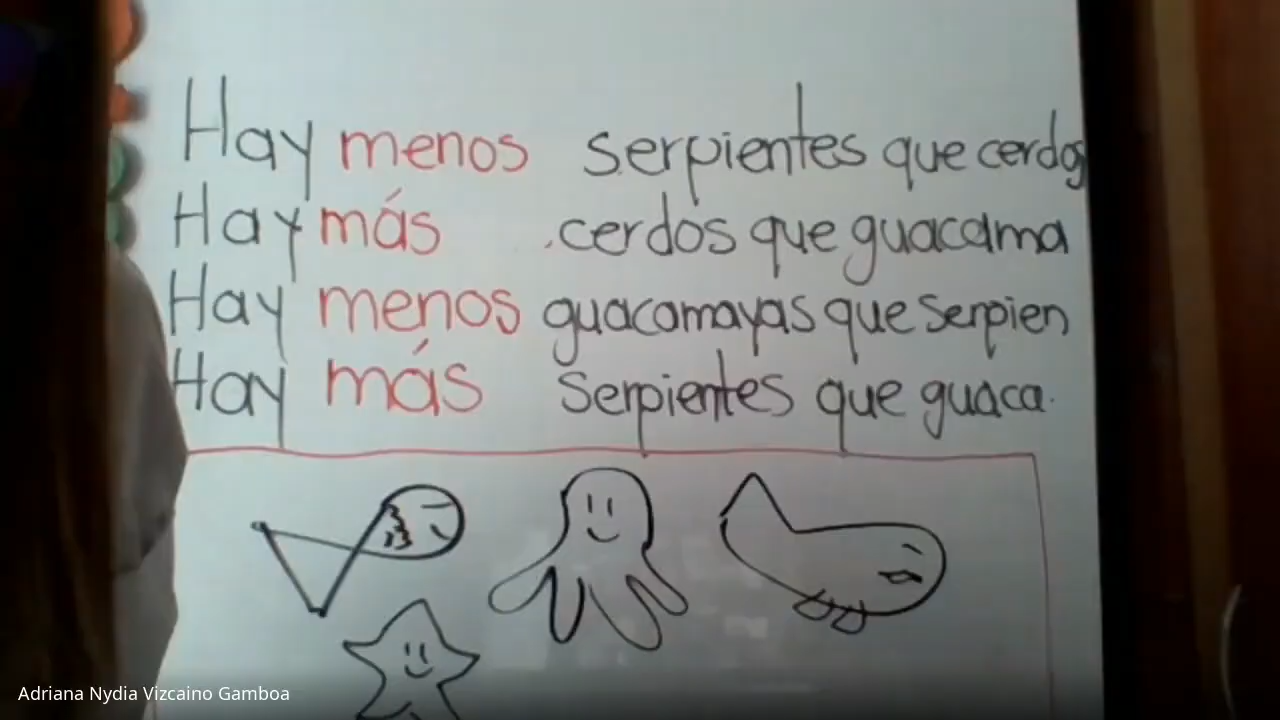 Hay menos serpientes que cerdos
Hay más cerdos que guacama
Hay menos guacamayas que serpien
Hay más serpientes que guaca.
Adriana Nydia Vizcaino Gamboa